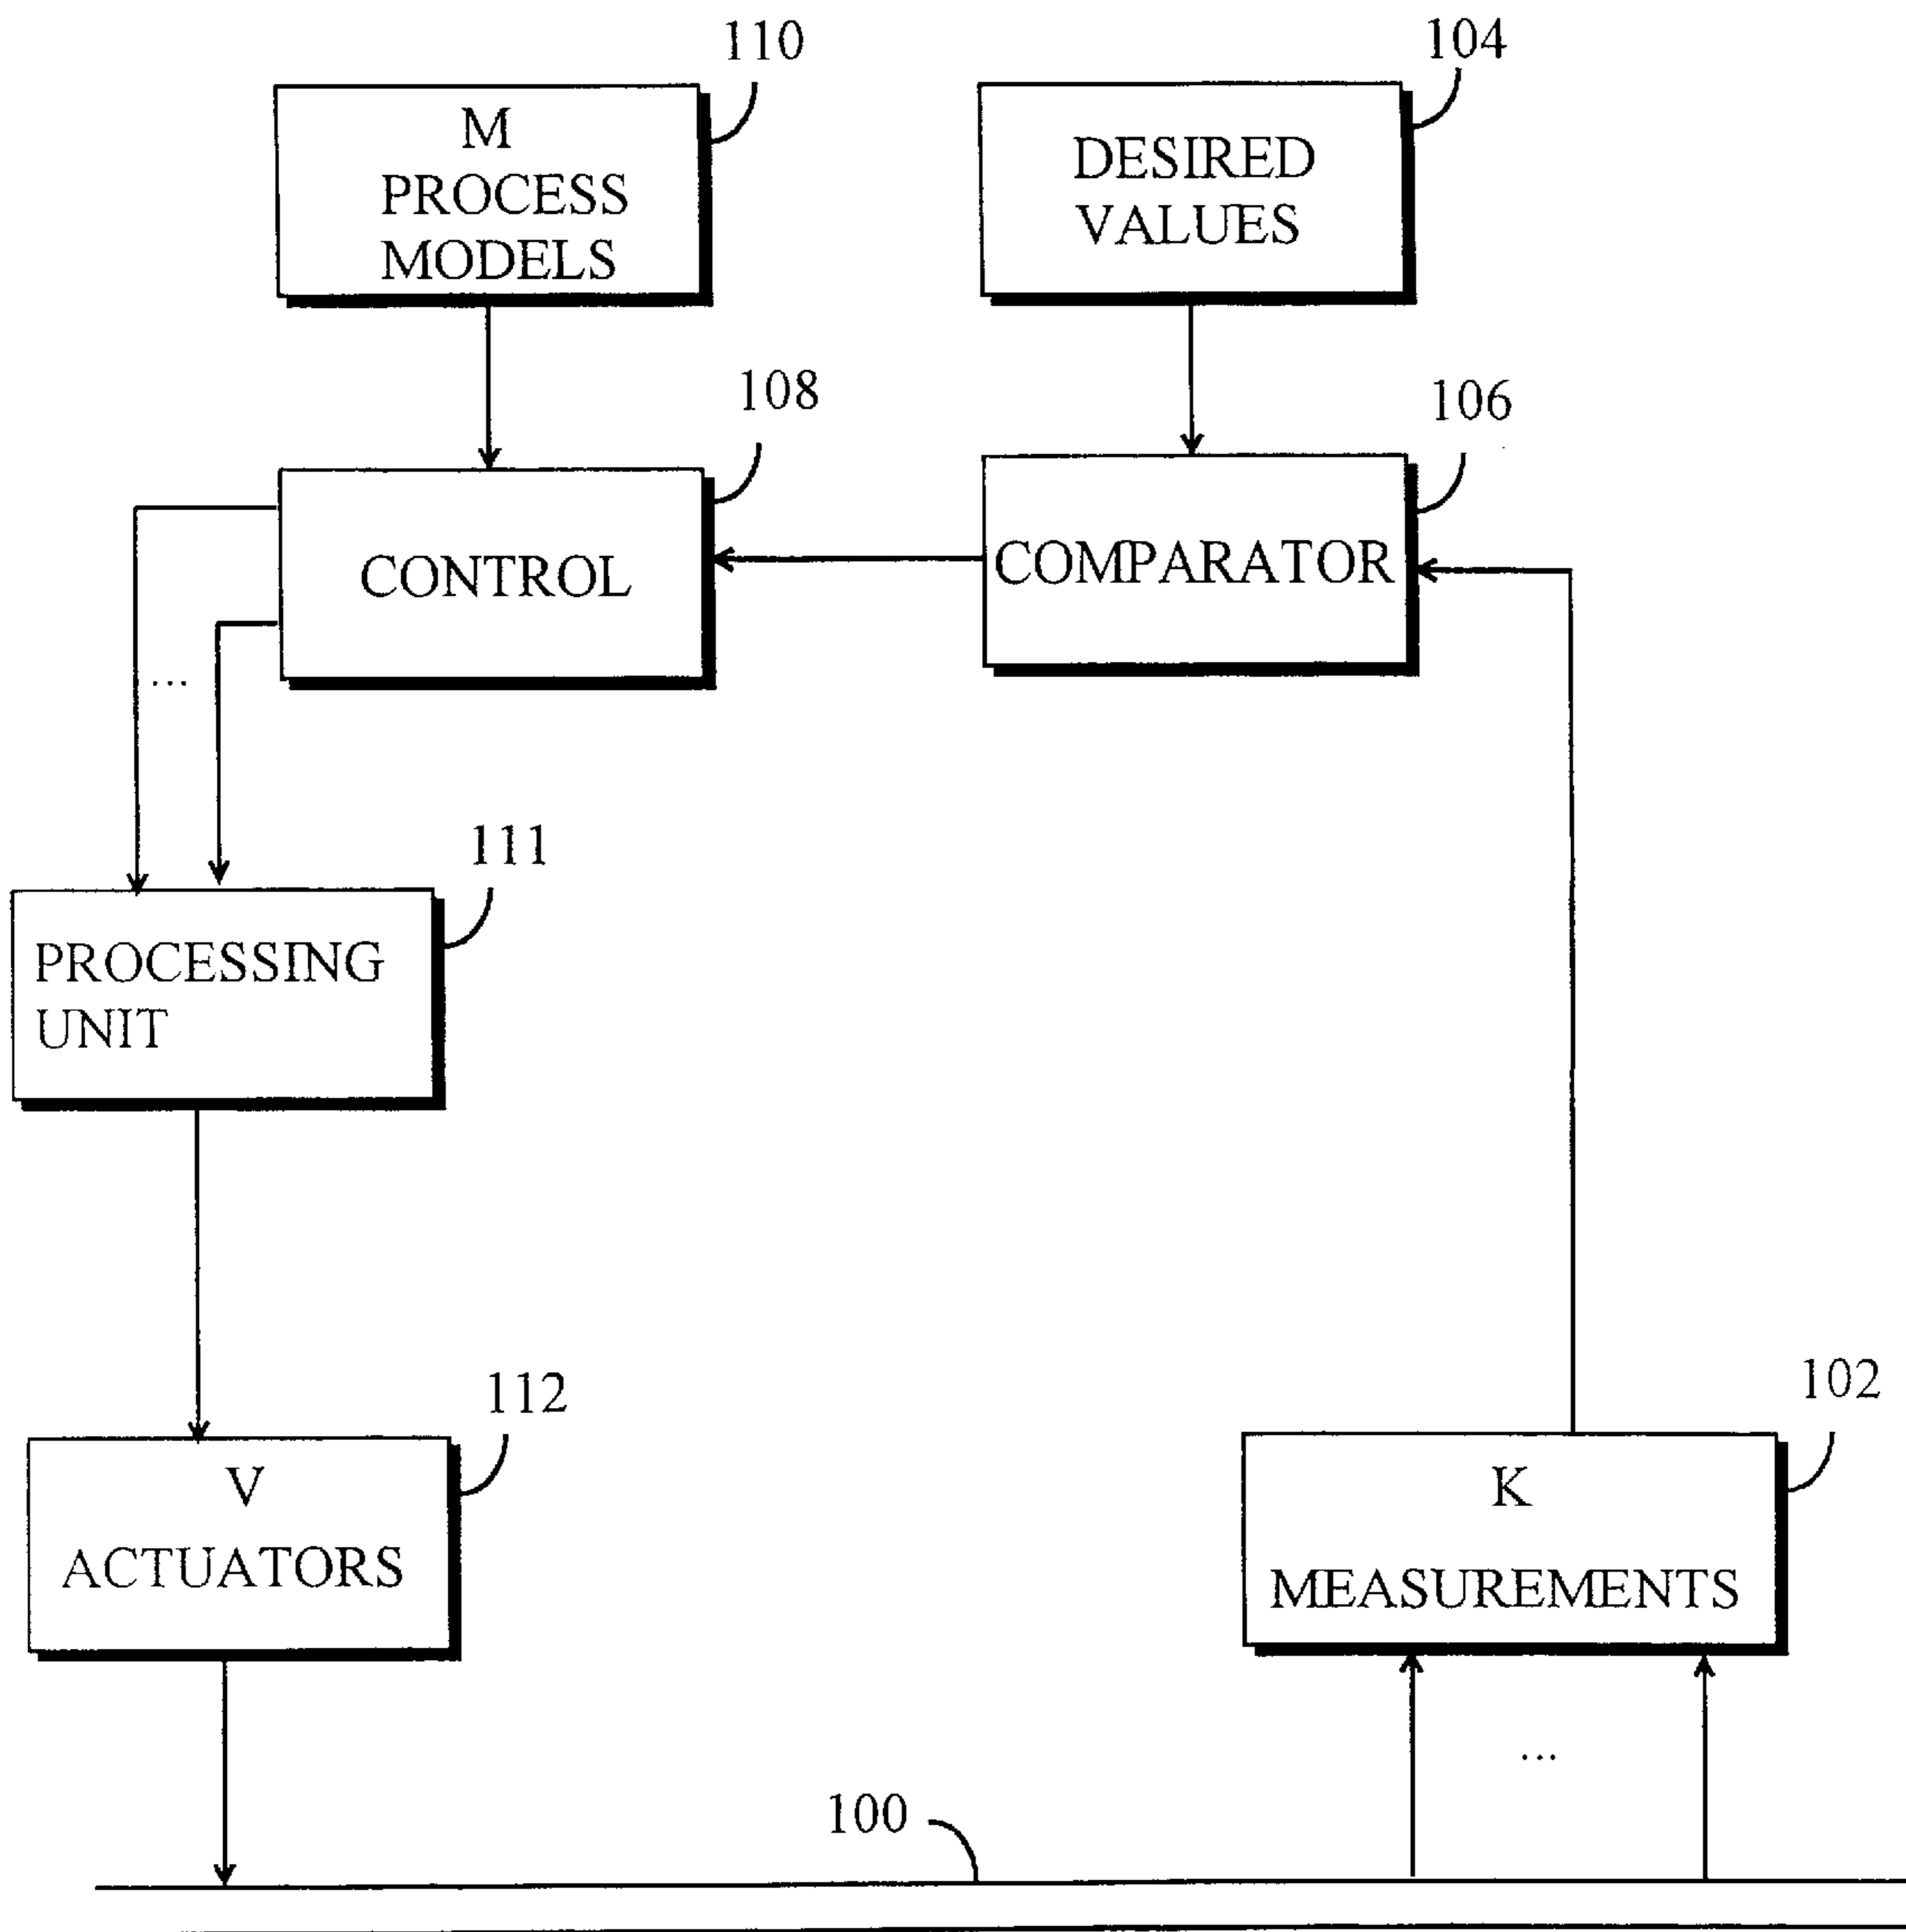 110
104
M
PROCESS
MODELS
DESIRED
VALUES
108
106
CONTROL
COMPARATOR
...
111
PROCESSING
UNIT
112
102
V
ACTUATORS
K
MEASUREMENTS
...
100